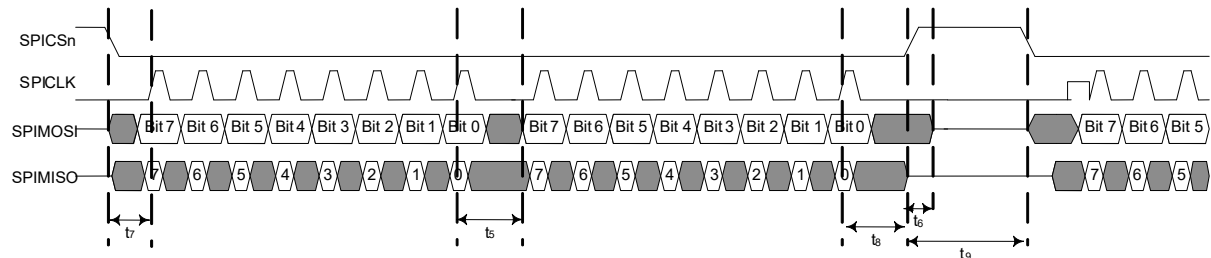 SPICSn
SPICLK
SPIMOSI Bit 7 Bit 6 Bit 5 Bit 4 Bit 3 Bit 2 Bit 1 Bit 0 Bit 7 Bit 6 Bit 5 Bit 4 Bit 3 Bit 2 Bit 1 Bit 0 Bit 7 Bit 6 Bit 5
SPIMISO 7 6 5 4 3 2 1 0 7 6 5 4 3 2 1 0 7 6 5
t7 t5 t8 t6
t9